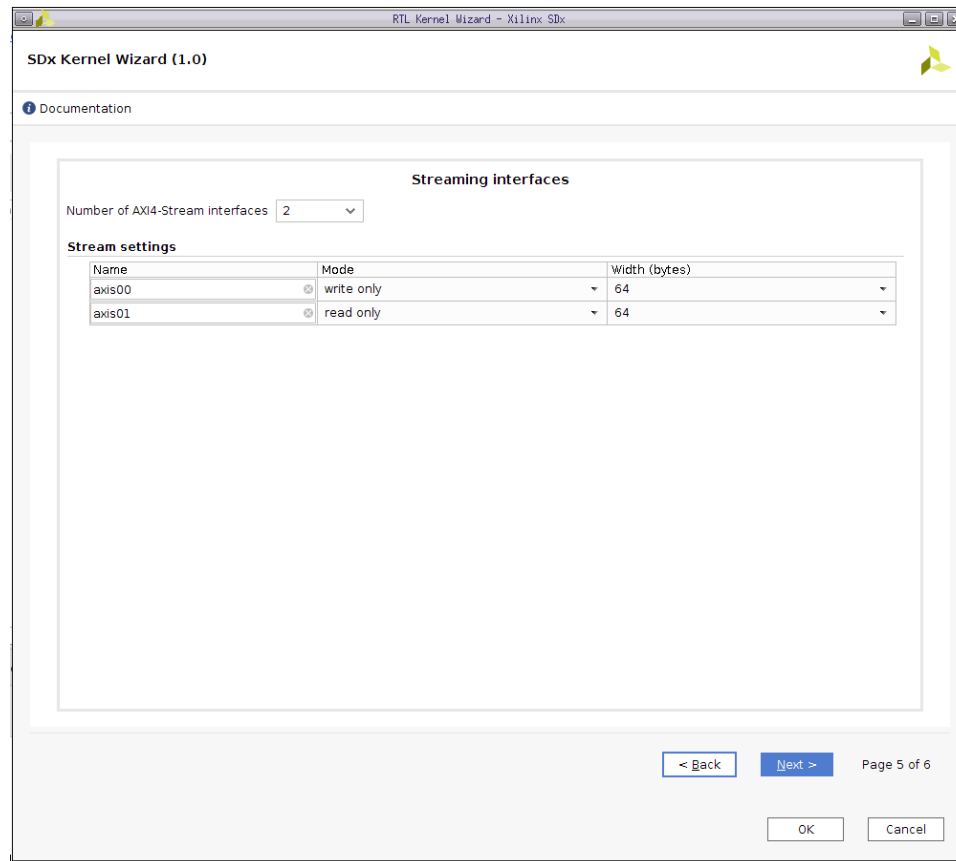 RTL Kernel Wizard - Xilinx SDx
SDx Kernel Wizard (1.0)
Documentation
Streaming interfaces
Number of AXI4-Stream interfaces 2
Stream settings
Name Mode Width (bytes)
axis00 write only 64
axis01 read only 64
< Back Next > Page 5 of 6
OK Cancel